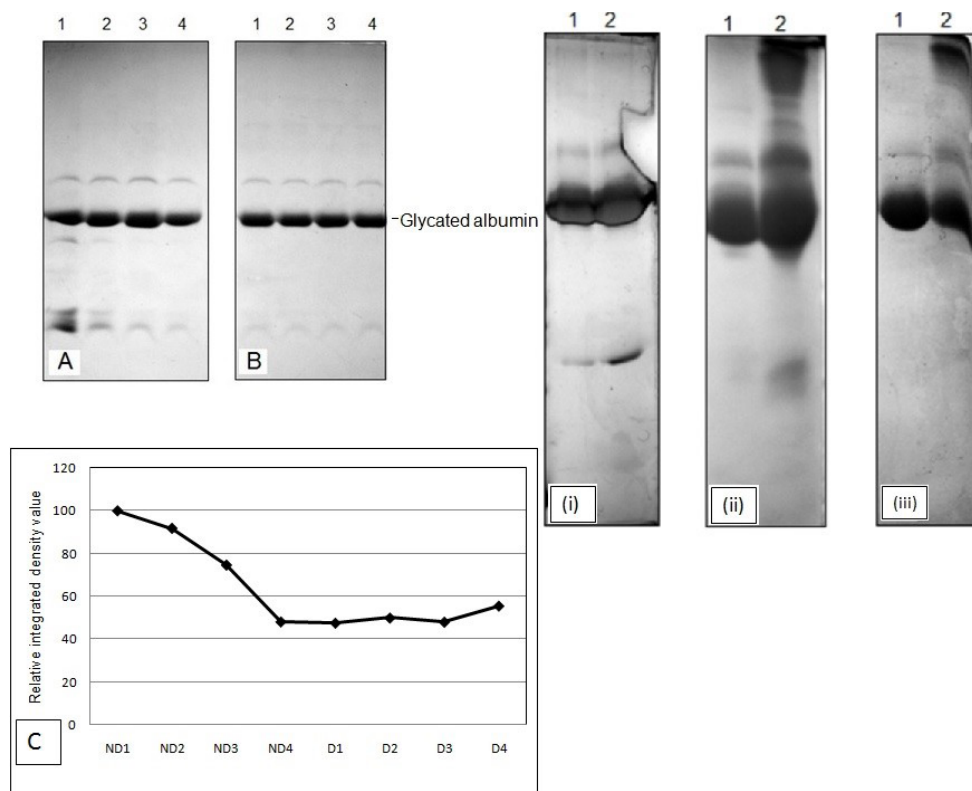 1 2 3 4
A
1 2 3 4
B
Glycated albumin
1 2
(i)
1 2
(ii)
1 2
(iii)
120
100
80
60
40
20
0
Relative integrated density value
ND1 ND2 ND3 ND4 D1 D2 D3 D4
C